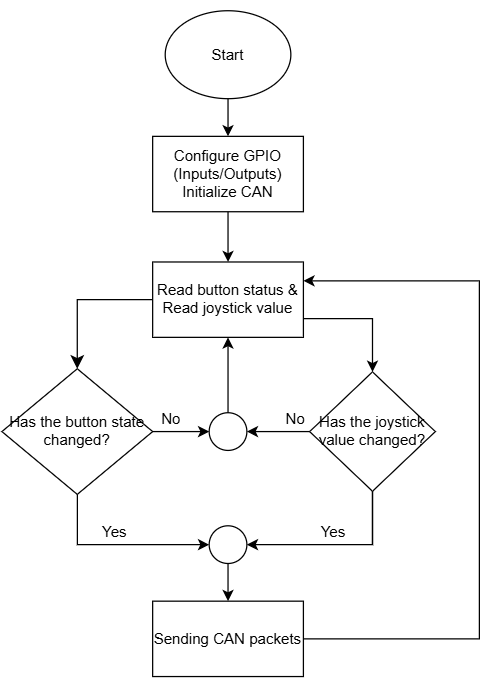 Start
Configure GPIO
(Inputs/Outputs)
Initialize CAN
Read button status &
Read joystick value
Has the button state
changed?
No
No
Has the joystick
value changed?
Yes
Yes
Sending CAN packets